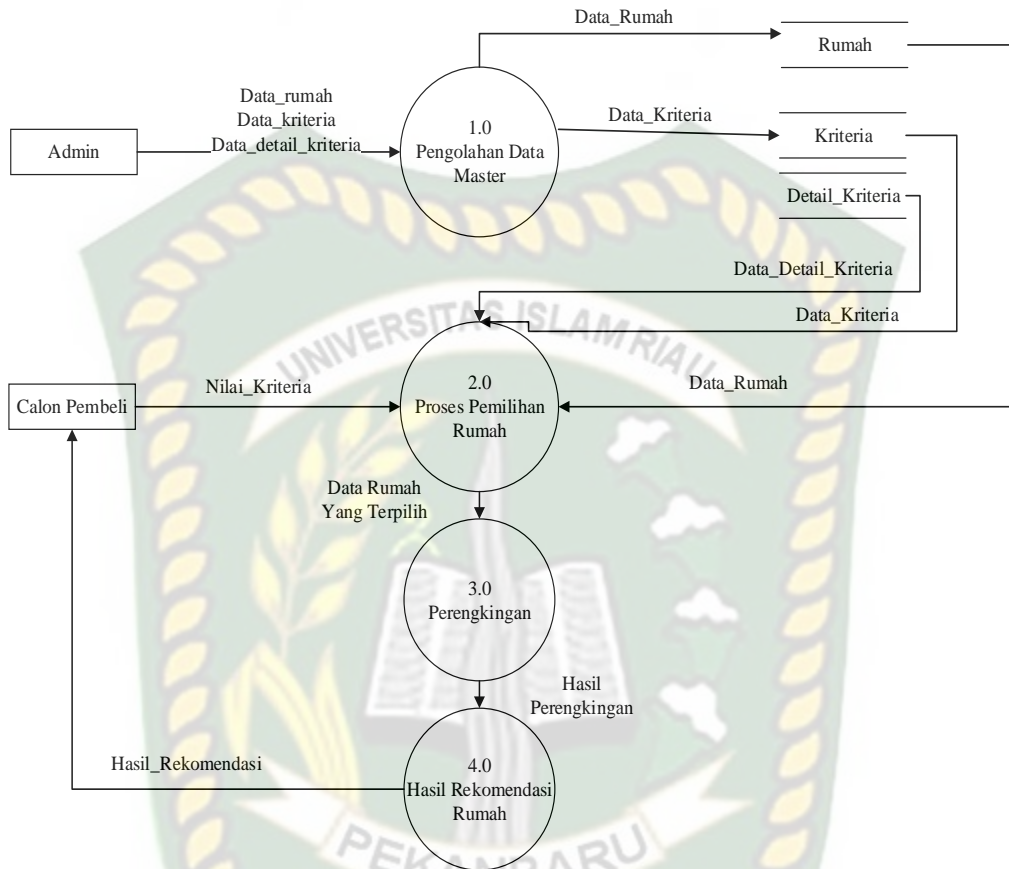 Data_Rumah
Rumah
Data_rumah
Data_kriteria
Data_detail_kriteria
Admin
1.0
Pengolahan Data
Master
Data_Kriteria
Kriteria
Detail_Kriteria
Data_Detail_Kriteria
Data_Kriteria
UNIVERSITAS ISLAM RIAU
Calon Pembeli
Nilai_Kriteria
2.0
Proses Pemilihan
Rumah
Data_Rumah
Data Rumah
Yang Terpilih
3.0
Perengkingan
Hasil
Perengkingan
Hasil_Rekomendasi
4.0
Hasil Rekomendasi
Rumah
PEKANBARU